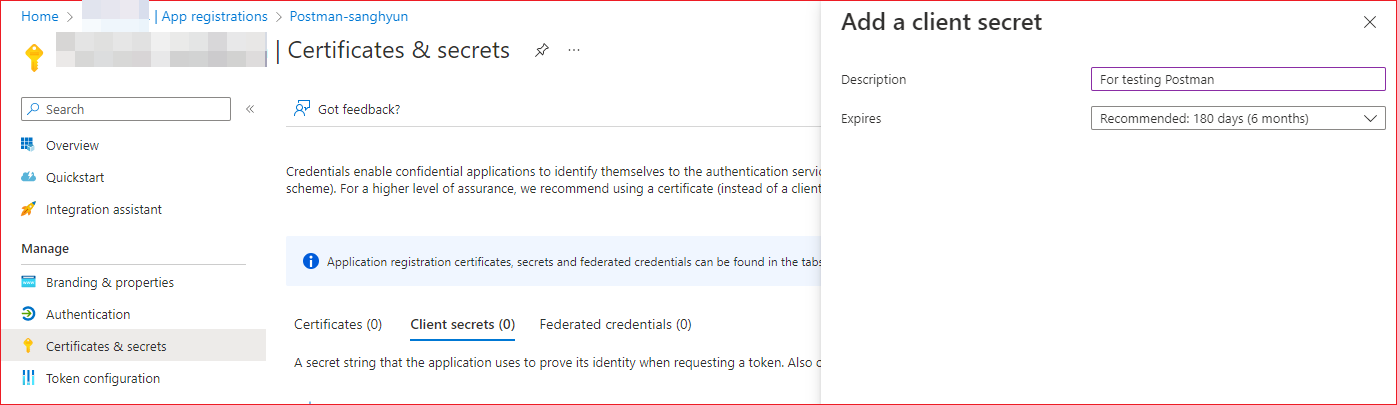 Home > | App registrations > Postman-sanghyun >
| Certificates & secrets ...
Search «
Overview
Quickstart
Integration assistant
Manage
Branding & properties
Authentication
Certificates & secrets
Token configuration
Got feedback?
Credentials enable confidential applications to identify themselves to the authentication servic
scheme). For a higher level of assurance, we recommend using a certificate (instead of a client
Application registration certificates, secrets and federated credentials can be found in the tabs
Certificates (0) Client secrets (0) Federated credentials (0)
A secret string that the application uses to prove its identity when requesting a token. Also c
Add a client secret
Description For testing Postman
Expires Recommended: 180 days (6 months)